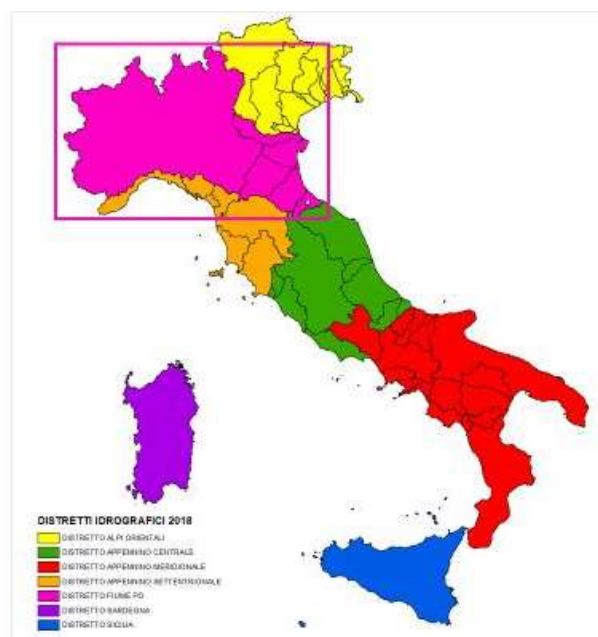 DISTRETTI IDROGRAFICI 2018
DISTRETTO ALPI ORIENTALI
DISTRETTO APPENNINO CENTRALE
DISTRETTO APPENNINO MERIDIONALE
DISTRETTO APPENNINO SETTENTRIONALE
DISTRETTO FIUME PO
DISTRETTO SARDEGNA
DISTRETTO SICILIA